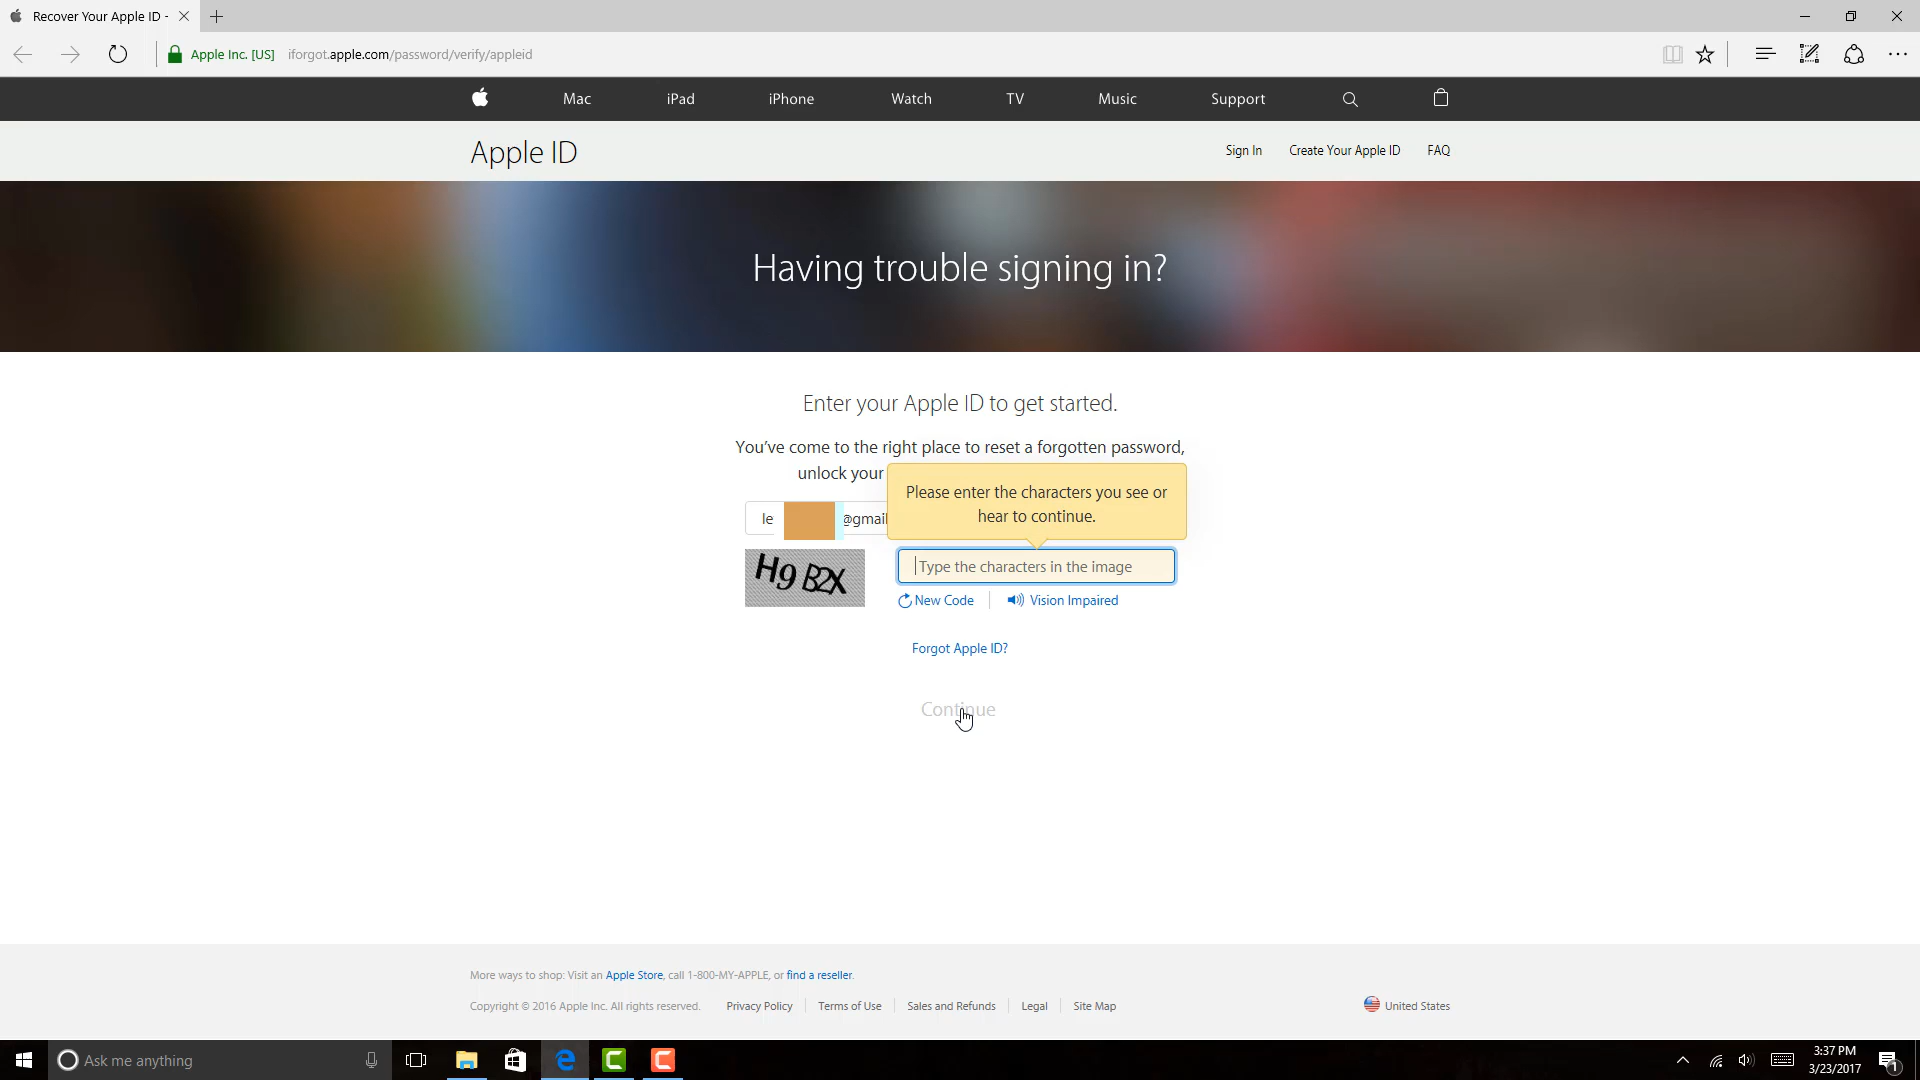 Recover Your Apple ID -
Apple Inc. [US] iforgot.apple.com/password/verify/appleid
Mac iPad iPhone Watch TV Music Support
Apple ID
Sign In Create Your Apple ID FAQ
Having trouble signing in?
Enter your Apple ID to get started.
You've come to the right place to reset a forgotten password,
unlock your
Please enter the characters you see or
hear to continue.
le @gmail
H9 B2X
Type the characters in the image
New Code Vision Impaired
Forgot Apple ID?
Continue
More ways to shop: Visit an Apple Store, call 1-800-MY-APPLE, or find a reseller.
Copyright © 2016 Apple Inc. All rights reserved. Privacy Policy Terms of Use Sales and Refunds Legal Site Map United States
Ask me anything
3:37 PM
3/23/2017
1